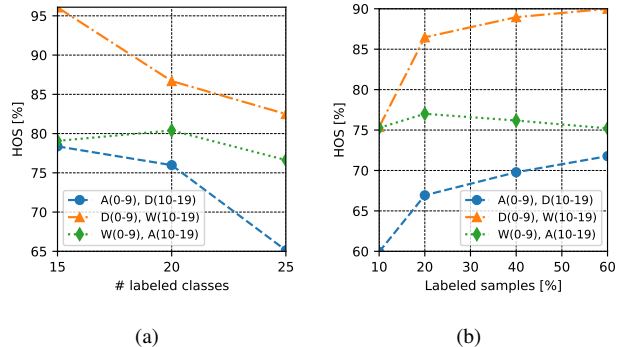 95
90
85
80
75
70
65
HOS [%]
A(0-9), D(10-19)
D(0-9), W(10-19)
W(0-9), A(10-19)
15 20 25
# labeled classes
(a)
90
85
80
75
70
65
60
HOS [%]
A(0-9), D(10-19)
D(0-9), W(10-19)
W(0-9), A(10-19)
10 20 30 40 50 60
Labeled samples [%]
(b)